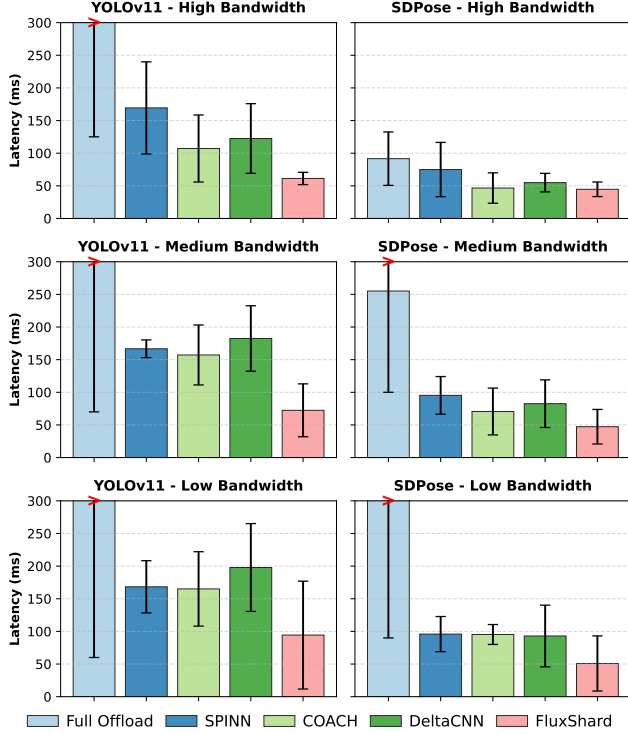 YOLOv11 - High Bandwidth
SDPose - High Bandwidth
Latency (ms)
300
250
200
150
100
50
0
YOLOv11 - Medium Bandwidth
SDPose - Medium Bandwidth
Latency (ms)
300
250
200
150
100
50
0
YOLOv11 - Low Bandwidth
SDPose - Low Bandwidth
Latency (ms)
300
250
200
150
100
50
0
Full Offload SPINN COACH DeltaCNN FluxShard